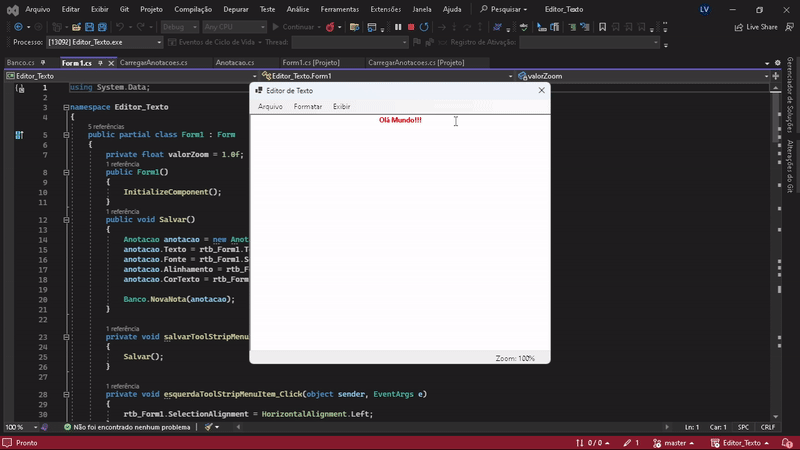 Arquivo Editar Exibir Git Projeto Compilação Depurar Teste Análise Ferramentas Extensões Janela Ajuda Pesquisar Editor_Texto LV
Debug Any CPU Continuar Live Share
Processo: [13092] Editor_Texto.exe Eventos de Ciclo de Vida Thread: Registro de Ativação:
Banco.cs Form1.cs CarregarAnotacoes.cs Anotacao.cs Form1.cs [Projeto] CarregarAnotacoes.cs [Projeto]
Editor_Texto Editor_Texto.Form1 valorZoom
1 using System.Data;
2
3 namespace Editor_Texto
4 {
5 referências
5 public partial class Form1 : Form
6 {
7 private float valorZoom = 1.0f;
1 referência
8 public Form1()
9 {
10 InitializeComponent();
11 }
1 referência
12 public void Salvar()
13 {
14 Anotacao anotacao = new Anot
15 anotacao.Texto = rtb_Form1.T
16 anotacao.Fonte = rtb_Form1.S
17 anotacao.Alinhamento = rtb_F
18 anotacao.CorTexto = rtb_Form
19
20 Banco.NovaNota(anotacao);
21 }
22
1 referência
23 private void salvarToolStripMenu
24 {
25 Salvar();
26 }
27
1 referência
28 private void esquerdaToolStripMenuItem_Click(object sender, EventArgs e)
29 {
30 rtb_Form1.SelectionAlignment = HorizontalAlignment.Left;
Editor de Texto
Arquivo Formatar Exibir
Olá Mundo!!!
Zoom: 100%
Gerenciador de Soluções
Alterações do Git
100 % Não foi encontrado nenhum problema Ln: 1 Car: 1 SPC CRLF
Pronto 0 / 0 1 master Editor_Texto